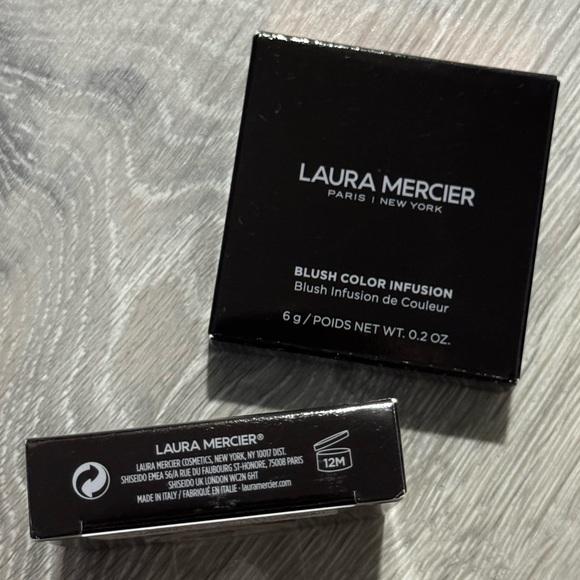 LAURA MERCIER
PARIS | NEW YORK
BLUSH COLOR INFUSION
Blush Infusion de Couleur
6 g / POIDS NET WT. 0.2 OZ.
LAURA MERCIER®
LAURA MERCIER COSMETICS, NEW YORK, NY 10017 DIST.
SHISEIDO EMEA 56/A RUE DU FAUBOURG ST-HONORE, 75008 PARIS
SHISEIDO UK LONDON WC2N 6HT
MADE IN ITALY / FABRIQUÉ EN ITALIE - lauramercier.com
12M